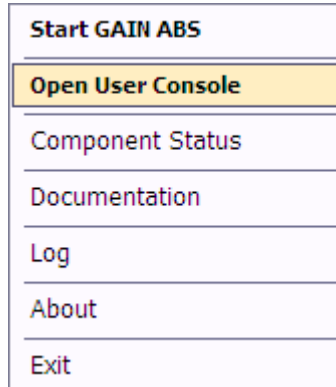 Start GAIN ABS
Open User Console
Component Status
Documentation
Log
About
Exit